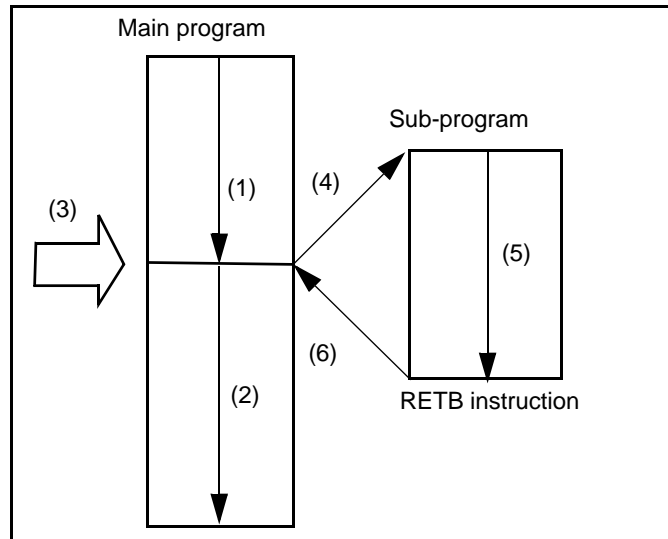 Main program
Sub-program
(1)
(4)
(3)
(5)
(6)
(2)
RETB instruction